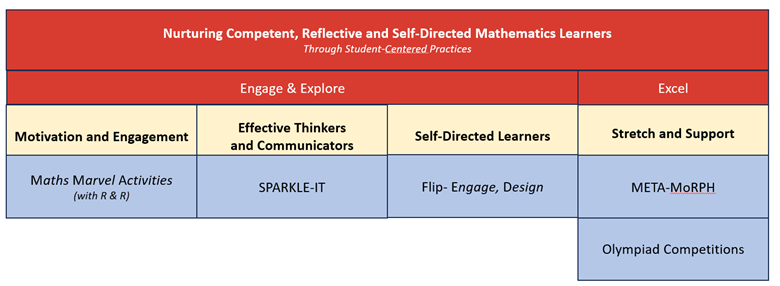 Nurturing Competent, Reflective and Self-Directed Mathematics Learners
Through Student-Centered Practices
Engage & Explore
Excel
Motivation and Engagement
Effective Thinkers
and Communicators
Self-Directed Learners
Stretch and Support
Maths Marvel Activities
(with R & R)
SPARKLE-IT
Flip- Engage, Design
META-MoRPH
Olympiad Competitions